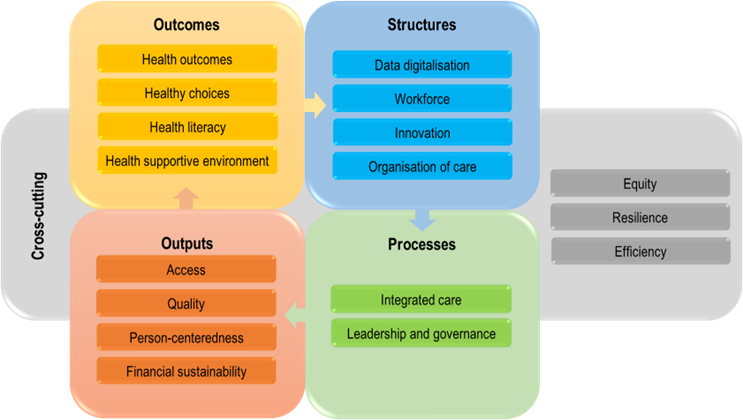 Outcomes
Health outcomes
Healthy choices
Health literacy
Health supportive environment
Structures
Data digitalisation
Workforce
Innovation
Organisation of care
Cross-cutting
Equity
Resilience
Efficiency
Outputs
Access
Quality
Person-centeredness
Financial sustainability
Processes
Integrated care
Leadership and governance